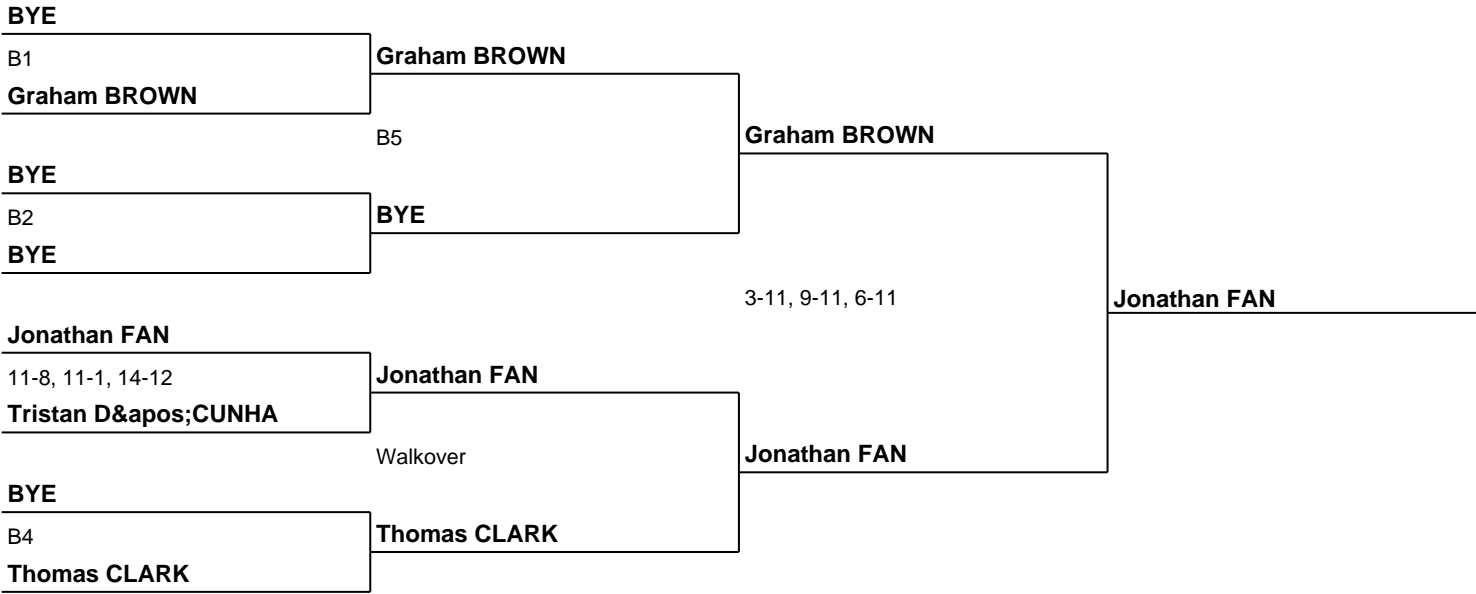 BYE
B1
Graham BROWN
Graham BROWN
B5
Graham BROWN
BYE
B2
BYE
BYE
3-11, 9-11, 6-11
Jonathan FAN
Jonathan FAN
11-8, 11-1, 14-12
Jonathan FAN
Tristan D&apos;CUNHA
Walkover
Jonathan FAN
BYE
B4
Thomas CLARK
Thomas CLARK